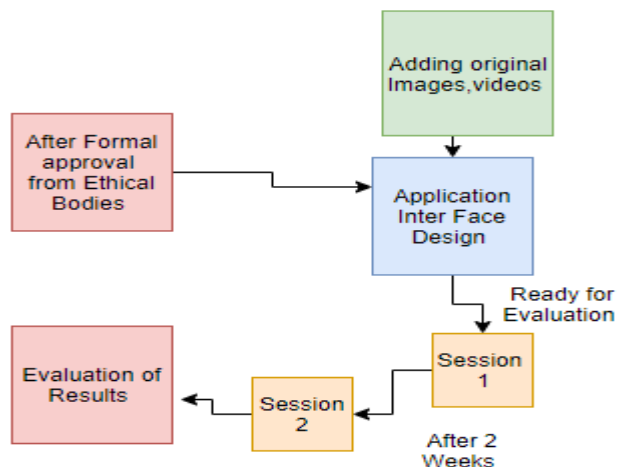 Adding original
Images,videos
After Formal
approval
from Ethical
Bodies
Application
Inter Face
Design
Ready for
Evaluation
Session
1
Evaluation of
Results
Session
2
After 2
Weeks